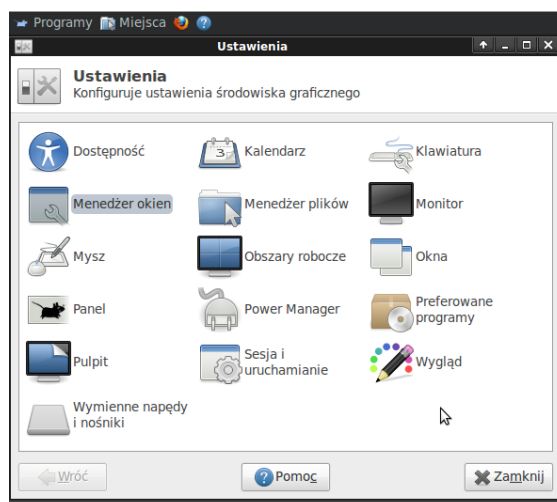 Programy Miejsca
Ustawienia
Ustawienia
Konfiguruje ustawienia środowiska graficznego
Dostępność
3
Kalendarz
Klawiatura
Menedżer okien
Menedżer plików
Monitor
Mysz
Obszary robocze
Okna
Panel
Power Manager
Preferowane
programy
Pulpit
Sesja i
uruchamianie
Wygląd
Wymienne napędy
i nośniki
Wróć
Pomoc
Zamknij